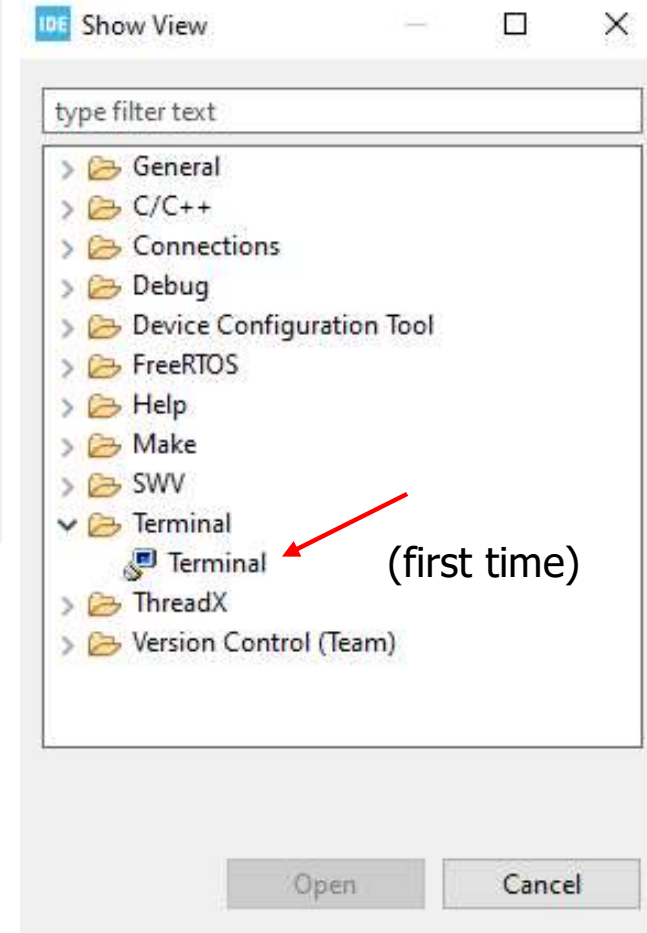 IDE Show View
type filter text
General
C/C++
Connections
Debug
Device Configuration Tool
FreeRTOS
Help
Make
SWV
Terminal
Terminal (first time)
ThreadX
Version Control (Team)
Open Cancel